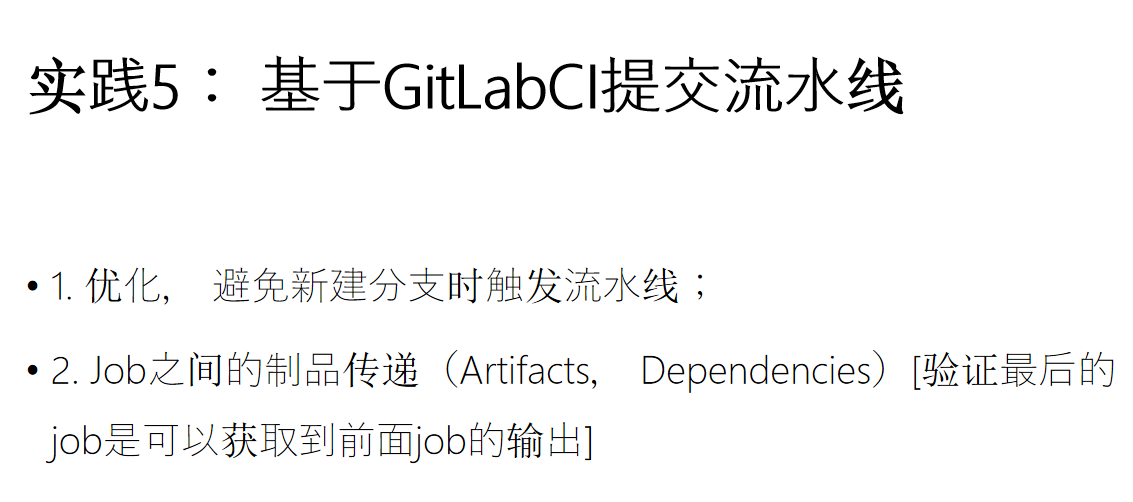 实践5： 基于GitLabCI提交流水线
• 1. 优化， 避免新建分支时触发流水线；
• 2. Job之间的制品传递（Artifacts， Dependencies）[验证最后的
job是可以获取到前面job的输出]